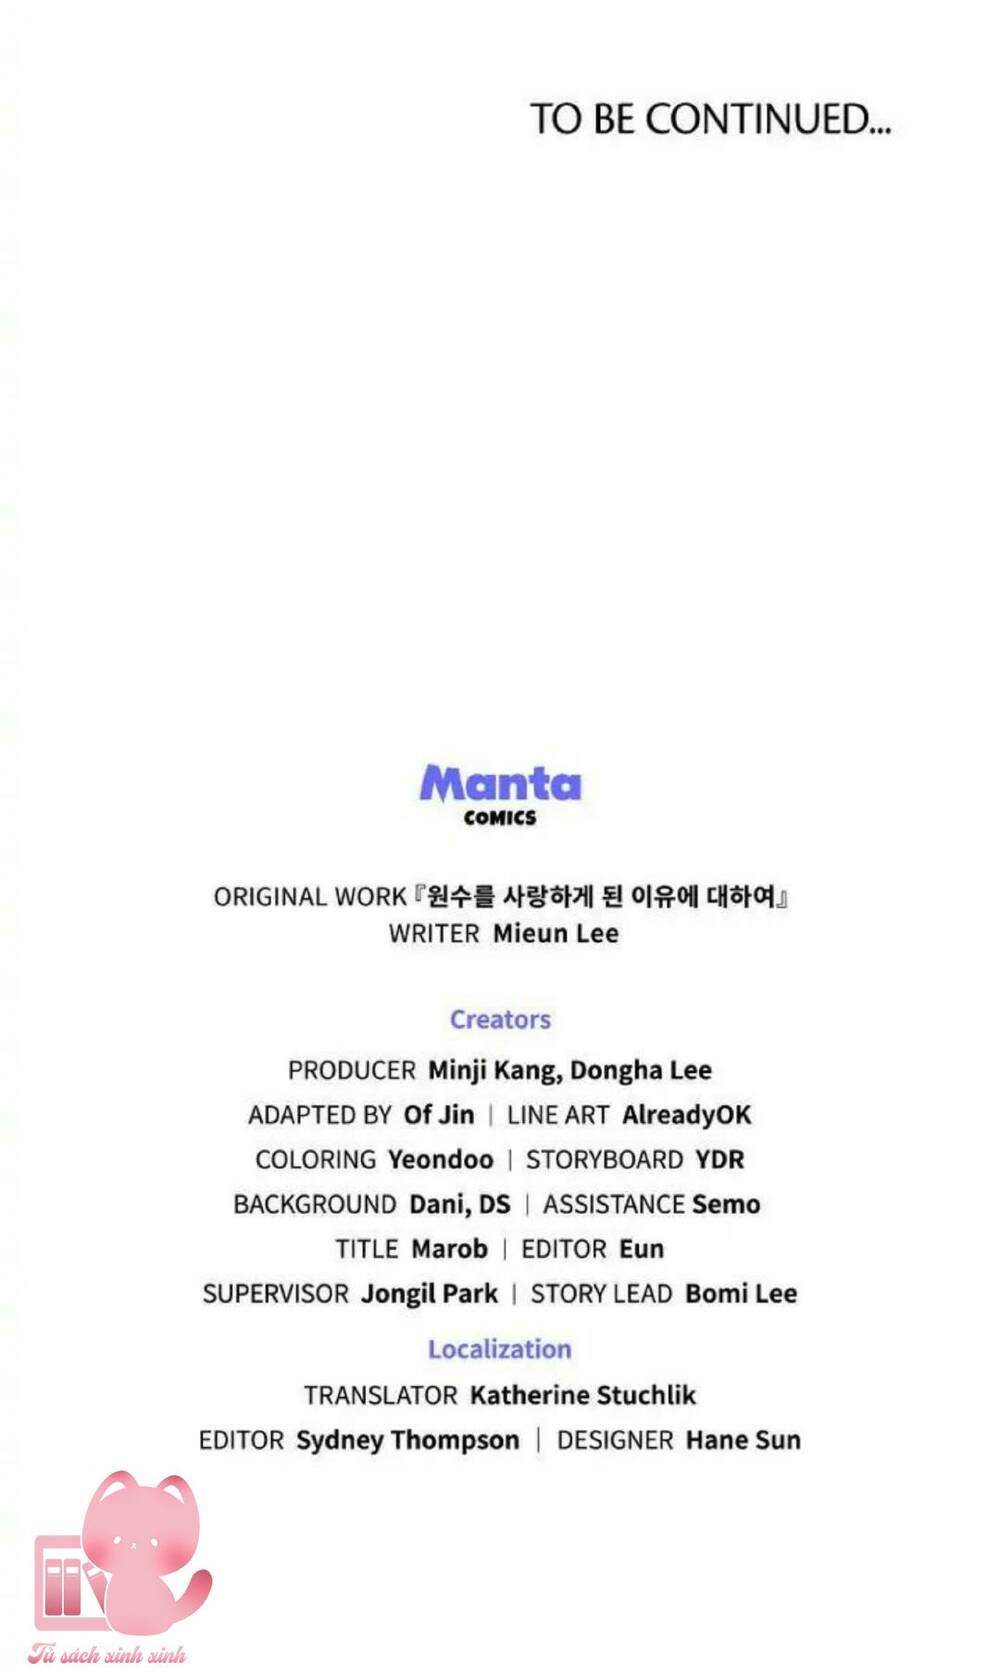 TO BE CONTINUED...
Manta
COMICS
ORIGINAL WORK『원수를 사랑하게 된 이유에 대하여』
WRITER Mieun Lee
Creators
PRODUCER Minji Kang, Dongha Lee
ADAPTED BY Of Jin | LINE ART AlreadyOK
COLORING Yeondoo | STORYBOARD YDR
BACKGROUND Dani, DS | ASSISTANCE Semo
TITLE Marob | EDITOR Eun
SUPERVISOR Jongil Park | STORY LEAD Bomi Lee
Localization
TRANSLATOR Katherine Stuchlik
EDITOR Sydney Thompson | DESIGNER Hane Sun
Tủ sách xinh xinh